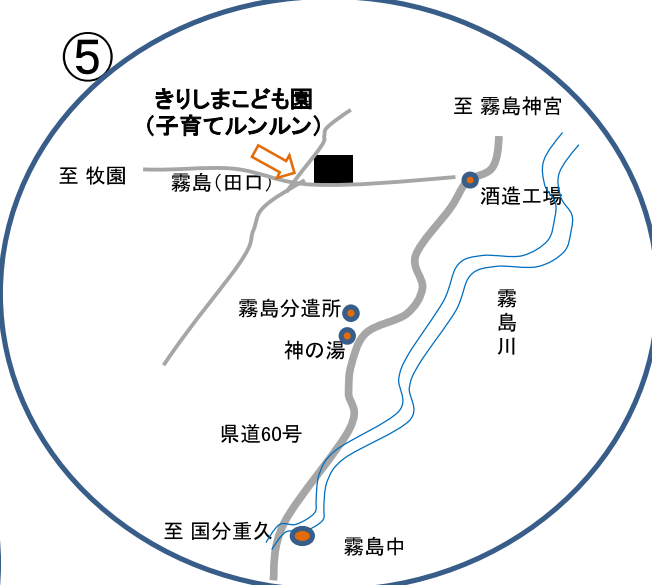 ⑤
きりしまこども園
（子育てルンルン）
至 霧島神宮
至 牧園
霧島（田口）
酒造工場
霧島川
霧島分遣所
神の湯
県道60号
至 国分重久
霧島中